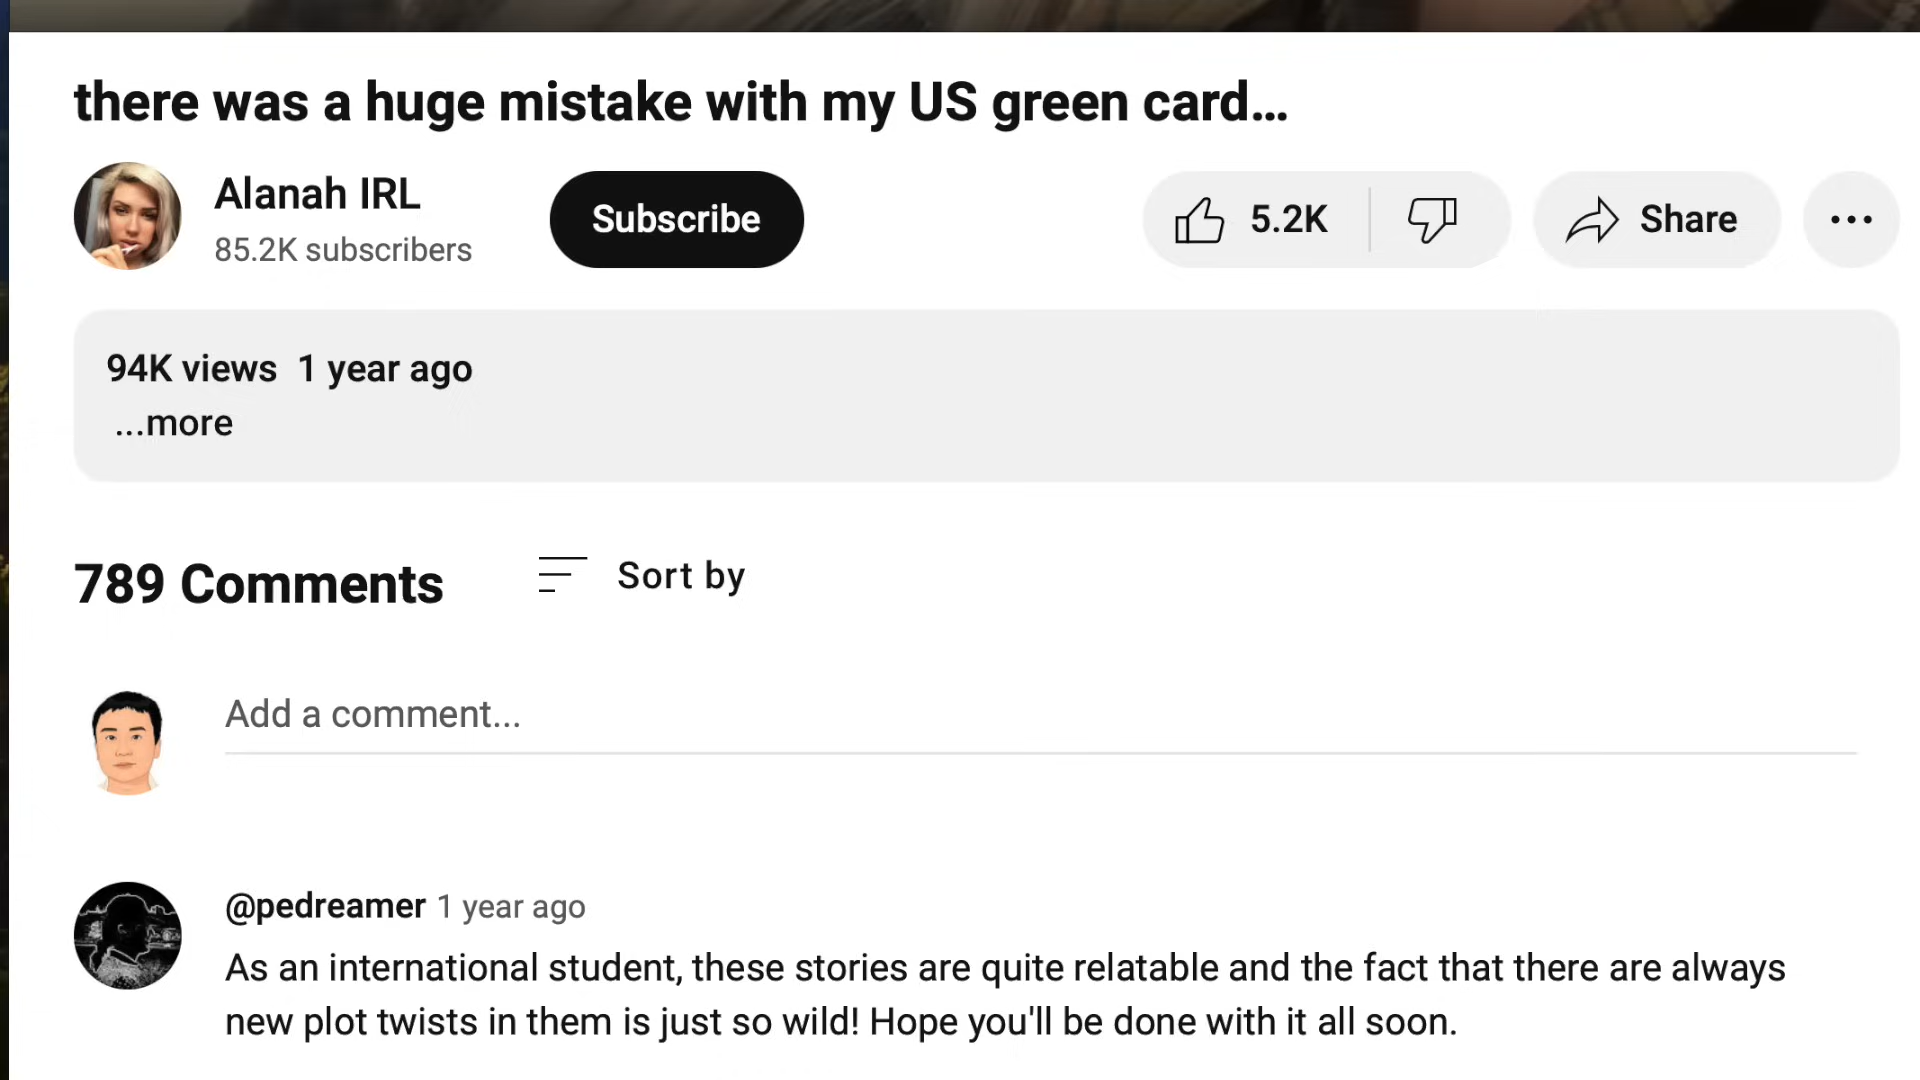 there was a huge mistake with my US green card...
Alanah IRL
85.2K subscribers
Subscribe
5.2K
Share
94K views 1 year ago
...more
789 Comments
Sort by
Add a comment...
@pedreamer 1 year ago
As an international student, these stories are quite relatable and the fact that there are always
new plot twists in them is just so wild! Hope you'll be done with it all soon.